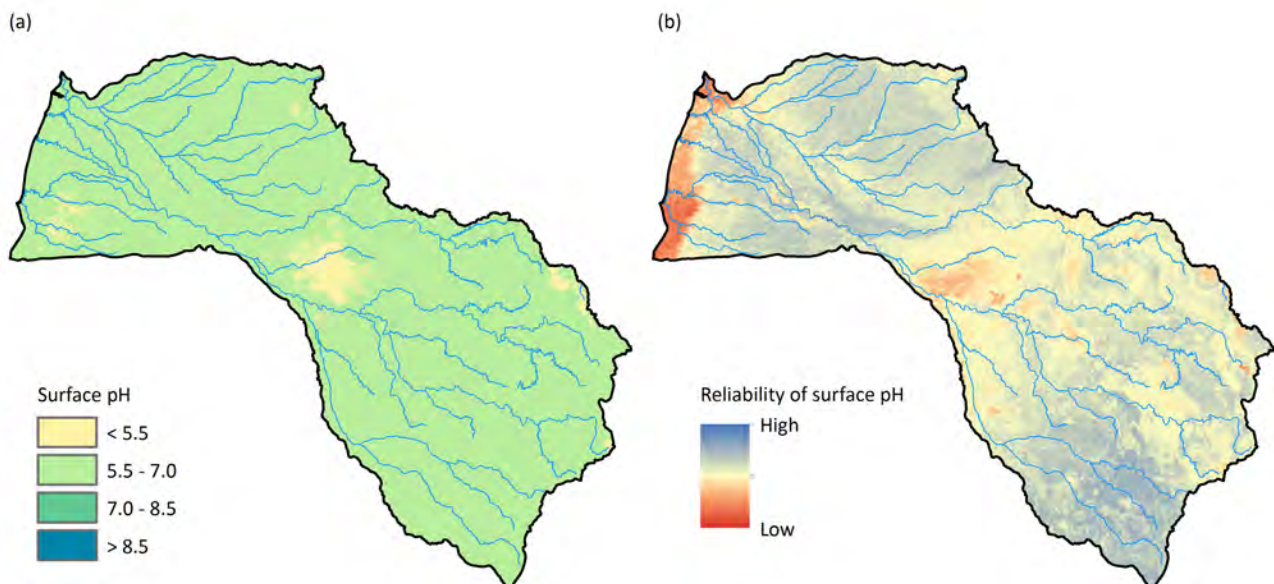 (a)
(b)
Surface pH
< 5.5
5.5 - 7.0
7.0 - 8.5
> 8.5
Reliability of surface pH
High
Low